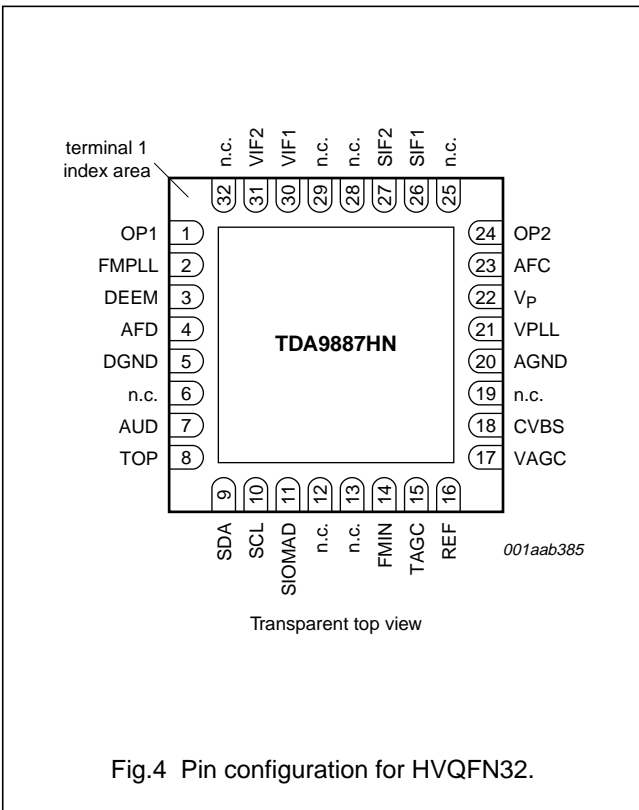 terminal 1
index area
n.c.
VIF2
VIF1
n.c.
n.c.
SIF2
SIF1
n.c.
32
31
30
29
28
27
26
25
OP1 1
FMPLL 2
DEEM 3
AFD 4
DGND 5
n.c. 6
AUD 7
TOP 8
TDA9887HN
24 OP2
23 AFC
22 VP
21 VPLL
20 AGND
19 n.c.
18 CVBS
17 VAGC
9
10
11
12
13
14
15
16
SDA
SCL
SIOMAD
n.c.
n.c.
FMIN
TAGC
REF
001aab385
Transparent top view
Fig.4 Pin configuration for HVQFN32.